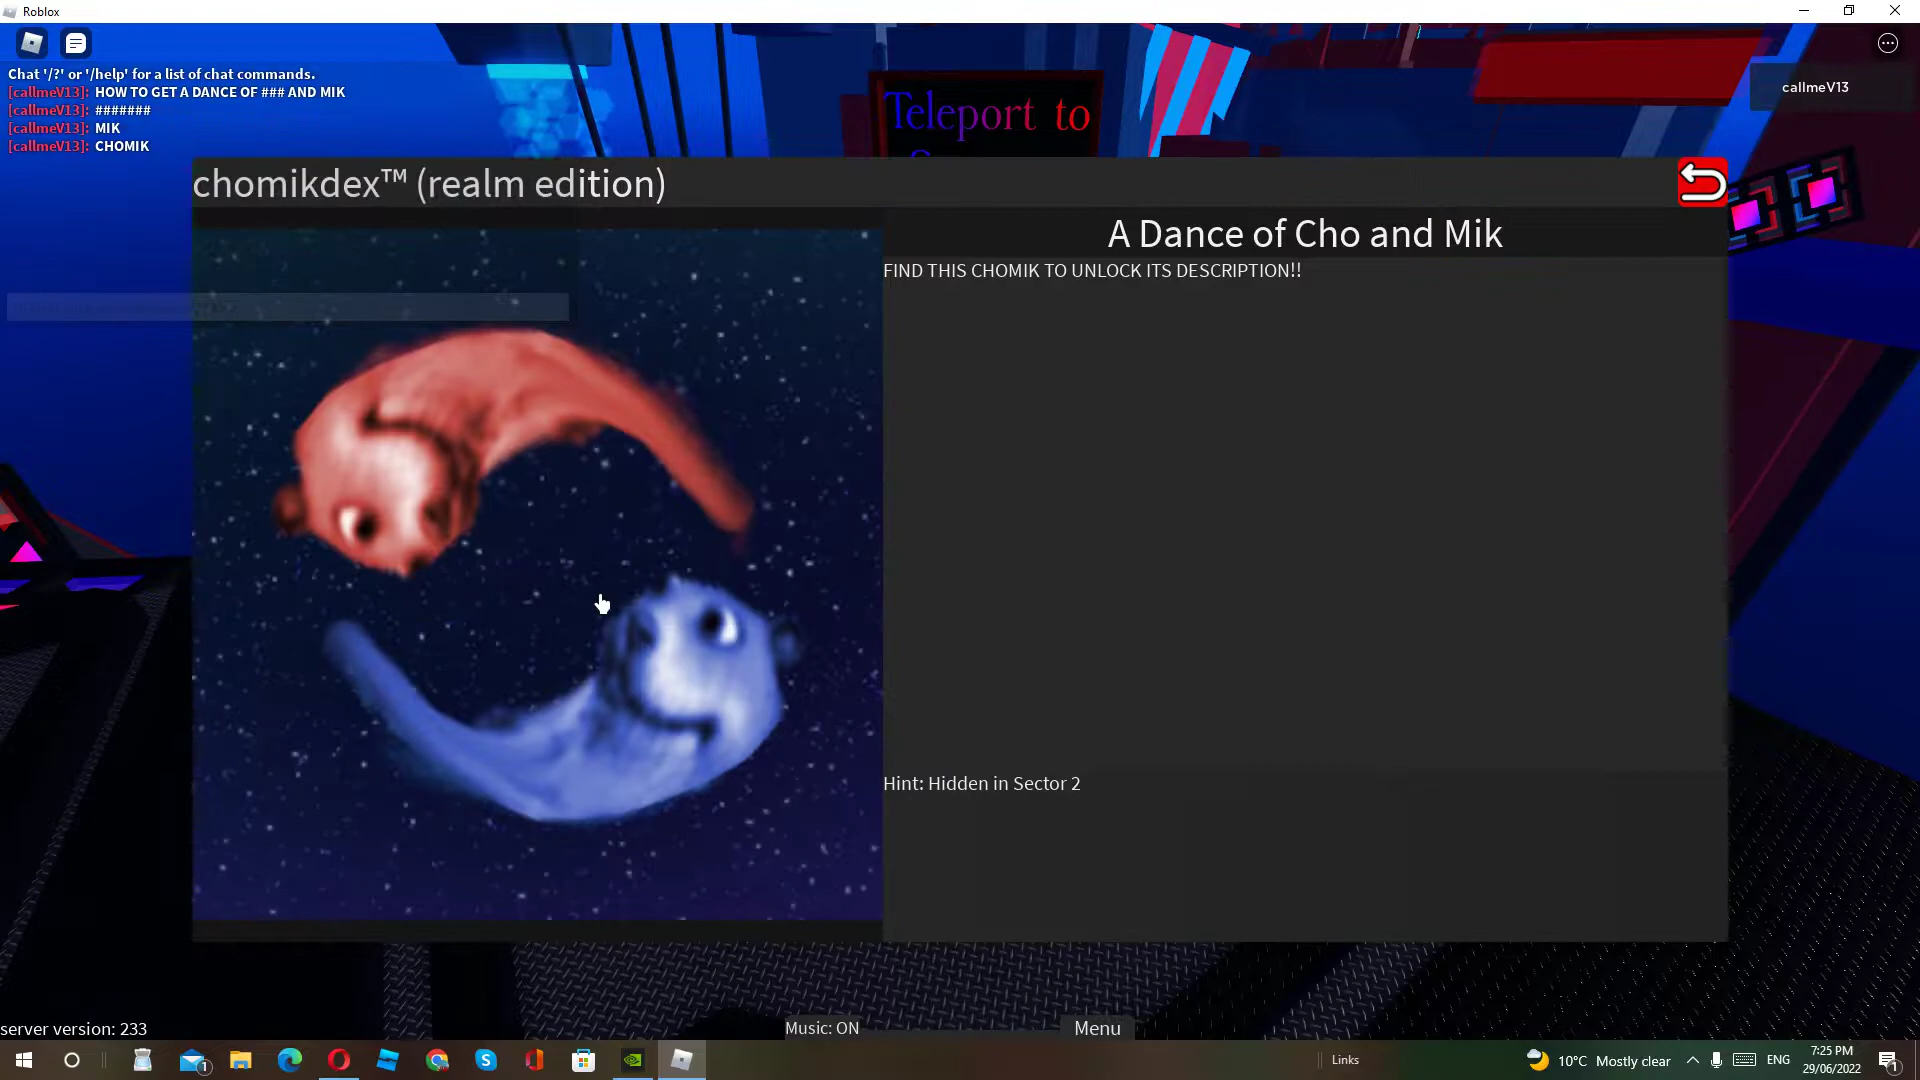 Roblox
Chat '/?' or '/help' for a list of chat commands.
[callmeV13]: HOW TO GET A DANCE OF ### AND MIK
[callmeV13]: #######
[callmeV13]: MIK
[callmeV13]: CHOMIK
callmeV13
Teleport to
chomikdex™ (realm edition)
A Dance of Cho and Mik
FIND THIS CHOMIK TO UNLOCK ITS DESCRIPTION!!
Hint: Hidden in Sector 2
server version: 233
Music: ON
Menu
1
Links
10°C Mostly clear
ENG
7:25 PM
29/06/2022
1